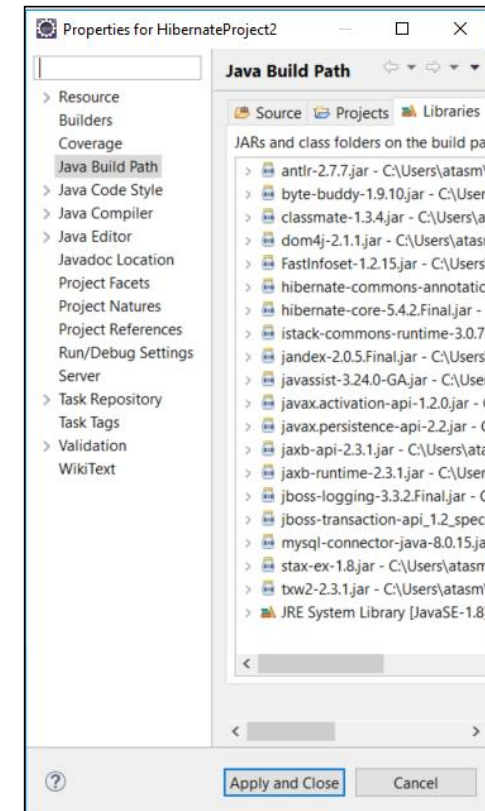 Properties for HibernateProject2
Resource
Builders
Coverage
Java Build Path
Java Code Style
Java Compiler
Java Editor
Javadoc Location
Project Facets
Project Natures
Project References
Run/Debug Settings
Server
Task Repository
Task Tags
Validation
WikiText
Java Build Path
Source Projects Libraries
JARs and class folders on the build pa
antlr-2.7.7.jar - C:\Users\atasm\
byte-buddy-1.9.10.jar - C:\User
classmate-1.3.4.jar - C:\Users\a
dom4j-2.1.1.jar - C:\Users\atasr
FastInfoset-1.2.15.jar - C:\Users
hibernate-commons-annotatio
hibernate-core-5.4.2.Final.jar -
istack-commons-runtime-3.0.7
jandex-2.0.5.Final.jar - C:\Users
javassist-3.24.0-GA.jar - C:\Use
javax.activation-api-1.2.0.jar -
javax.persistence-api-2.2.jar - C
jaxb-api-2.3.1.jar - C:\Users\ata
jaxb-runtime-2.3.1.jar - C:\User
jboss-logging-3.3.2.Final.jar - C
jboss-transaction-api_1.2_spec
mysql-connector-java-8.0.15.ja
stax-ex-1.8.jar - C:\Users\atasm
txw2-2.3.1.jar - C:\Users\atasm\
JRE System Library [JavaSE-1.8]
Apply and Close Cancel